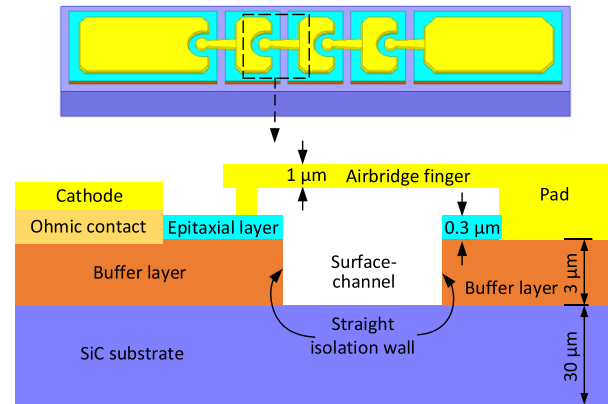 1 µm
Airbridge finger
Cathode
Pad
Ohmic contact
Epitaxial layer
0.3 µm
Buffer layer
Surface-
channel
Buffer layer
3 µm
Straight
isolation wall
SiC substrate
30 µm